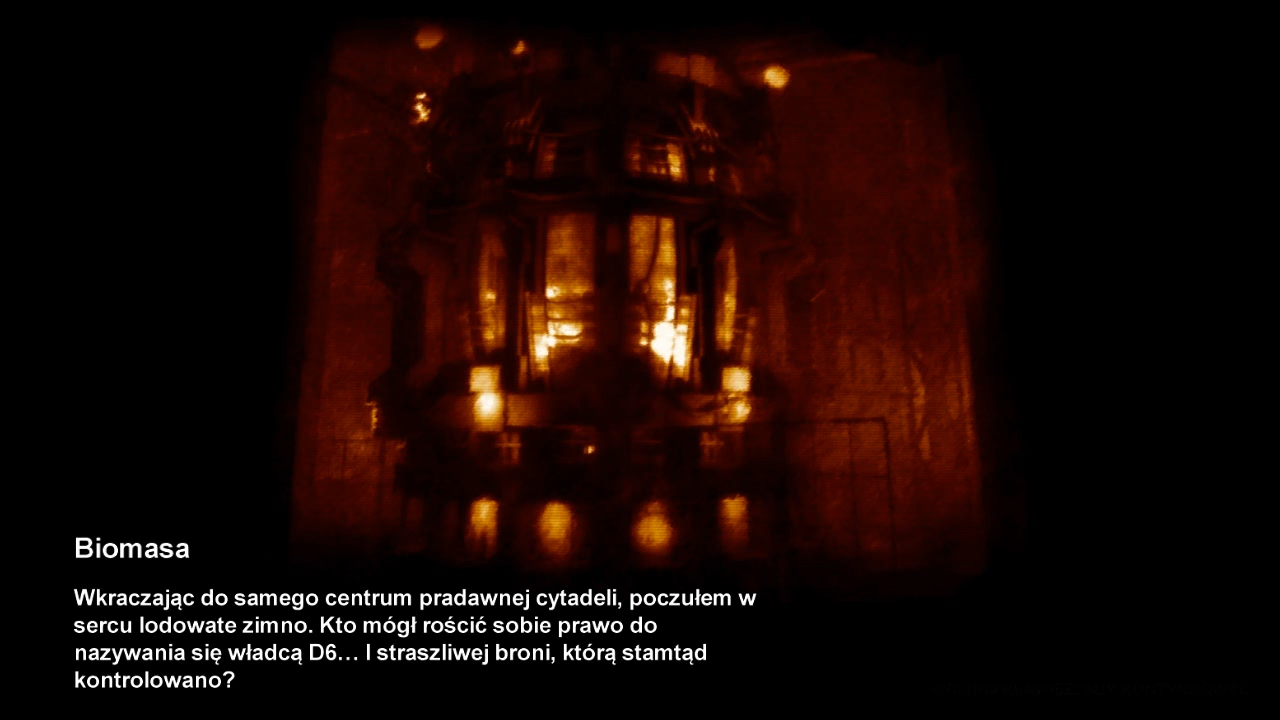 Biomasa
Wkraczając do samego centrum pradawnej cytadeli, poczułem w
sercu lodowate zimno. Kto mógł rościć sobie prawo do
nazywania się władcą D6… I straszliwej broni, którą stamtąd
kontrolowano?